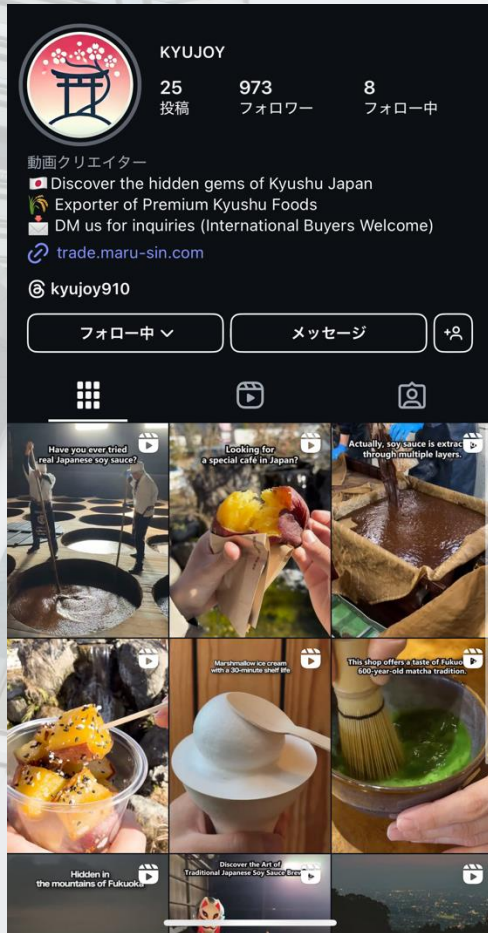 KYUJOY
25 973 8
投稿 フォロワー フォロー中
動画クリエイター
Discover the hidden gems of Kyushu Japan
Exporter of Premium Kyushu Foods
DM us for inquiries (International Buyers Welcome)
trade.maru-sin.com
kyujoy910
フォロー中 メッセージ
Have you ever tried
real Japanese soy sauce?
Looking for
a special café in Japan?
Actually, soy sauce is extrac
through multiple layers.
Marshmallow ice cream
with a 30-minute shelf life
This shop offers a taste of Fukuo
600-year-old matcha tradition.
Hidden in
the mountains of Fukuoka
Discover the Art of
Traditional Japanese Soy Sauce Brew